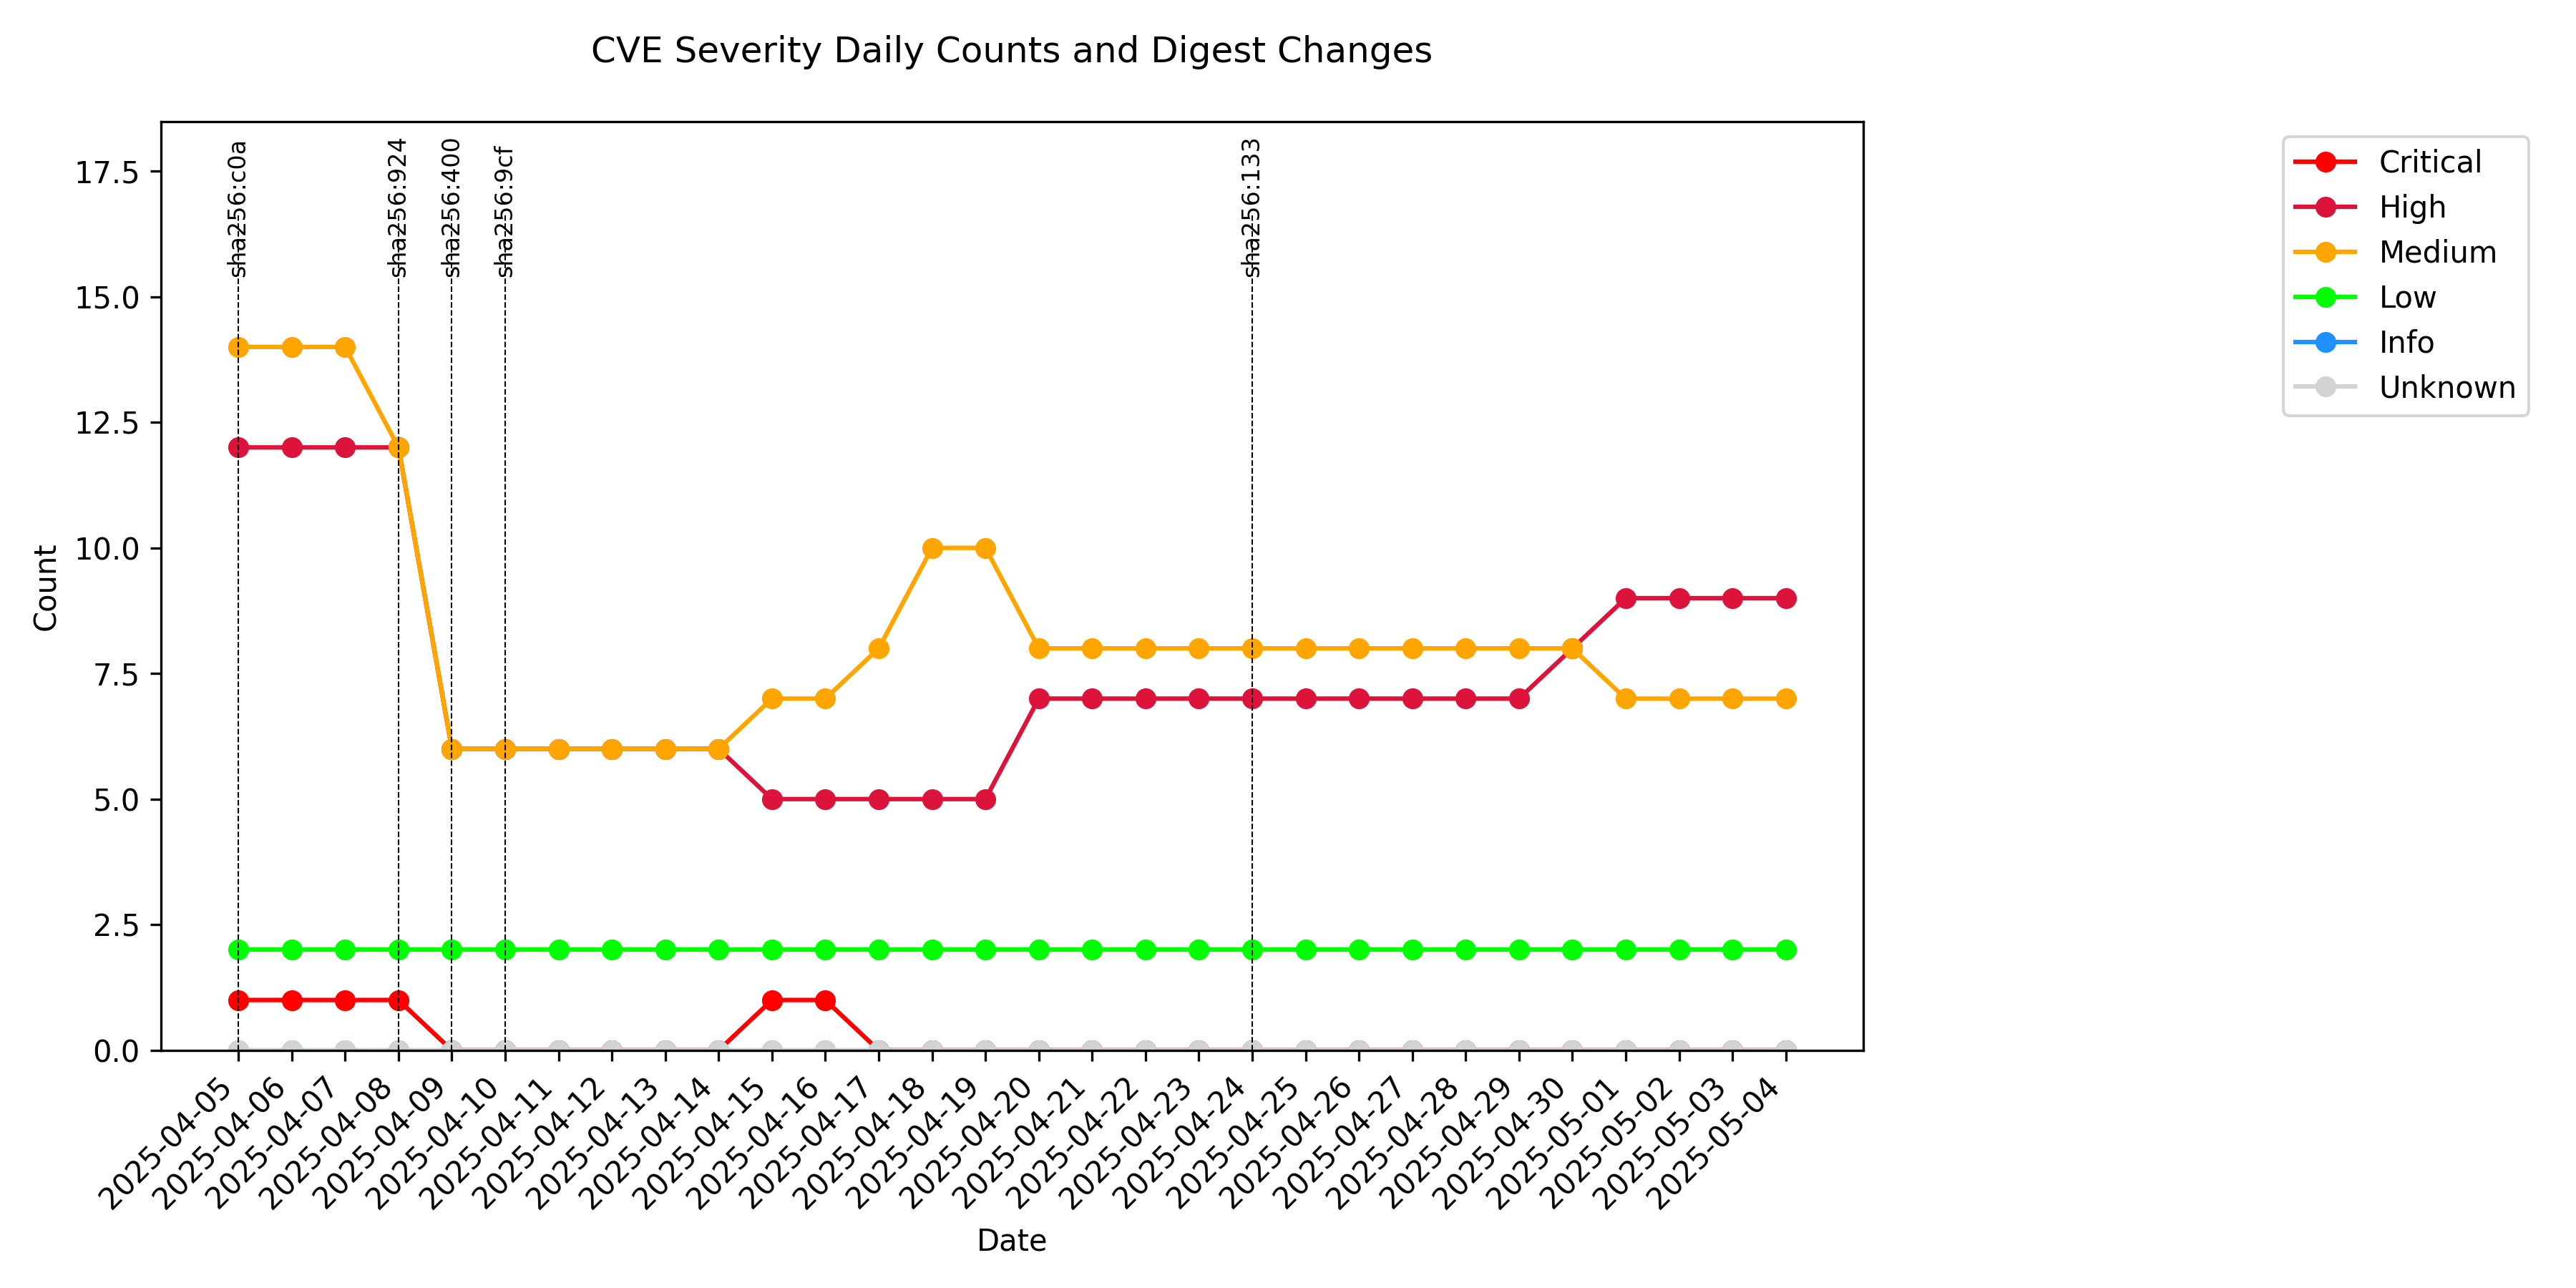 CVE Severity Daily Counts and Digest Changes
sha256:c0a
sha256:924
sha256:400
sha256:9cf
sha256:133
Critical
High
Medium
Low
Info
Unknown
Count
17.5
15.0
12.5
10.0
7.5
5.0
2.5
0.0
2025-04-05
2025-04-06
2025-04-07
2025-04-08
2025-04-09
2025-04-10
2025-04-11
2025-04-12
2025-04-13
2025-04-14
2025-04-15
2025-04-16
2025-04-17
2025-04-18
2025-04-19
2025-04-20
2025-04-21
2025-04-22
2025-04-23
2025-04-24
2025-04-25
2025-04-26
2025-04-27
2025-04-28
2025-04-29
2025-04-30
2025-05-01
2025-05-02
2025-05-03
2025-05-04
Date